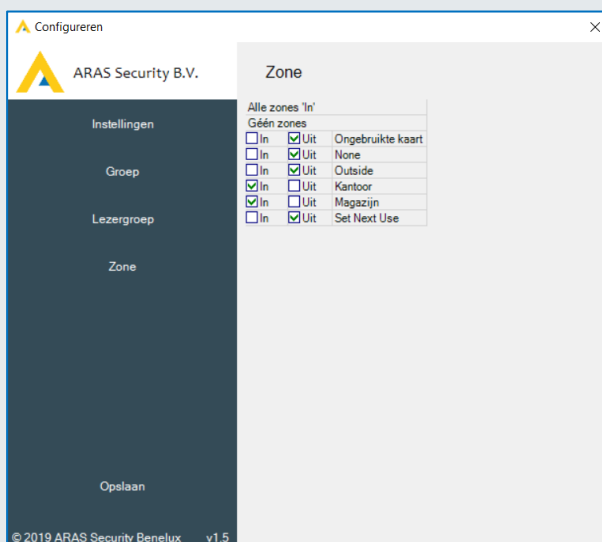 Configureren
ARAS Security B.V.
Zone
Instellingen
Groep
Lezergroep
Zone
Opslaan
© 2019 ARAS Security Benelux v1.5
Alle zones 'In'
Géén zones
In Uit Ongebruikte kaart
In Uit None
In Uit Outside
In Uit Kantoor
In Uit Magazijn
In Uit Set Next Use